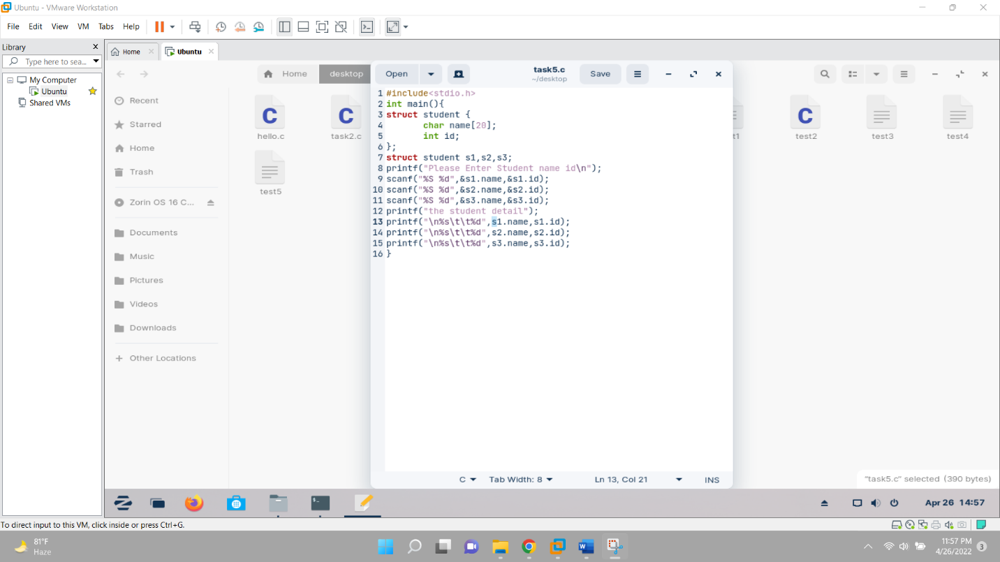 Ubuntu - VMware Workstation
File Edit View VM Tabs Help
Library
Type here to sea...
My Computer
Ubuntu
Shared VMs
Home
Ubuntu
Home
desktop
Recent
Starred
Home
Trash
Zorin OS 16 C...
Documents
Music
Pictures
Videos
Downloads
Other Locations
hello.c
task2.c
test5
Open
task5.c
~/desktop
Save
1 #include<stdio.h>
2 int main(){
3 struct student {
4 char name[20];
5 int id;
6 };
7 struct student s1,s2,s3;
8 printf("Please Enter Student name id\n");
9 scanf("%S %d",&s1.name,&s1.id);
10 scanf("%S %d",&s2.name,&s2.id);
11 scanf("%S %d",&s3.name,&s3.id);
12 printf("the student detail");
13 printf("\n%s\t\t%d",s1.name,s1.id);
14 printf("\n%s\t\t%d",s2.name,s2.id);
15 printf("\n%s\t\t%d",s3.name,s3.id);
16 }
C Tab Width: 8 Ln 13, Col 21 INS
t1
test2
test3
test4
"task5.c" selected (390 bytes)
Apr 26 14:57
To direct input to this VM, click inside or press Ctrl+G.
81°F
Haze
11:57 PM
4/26/2022
3